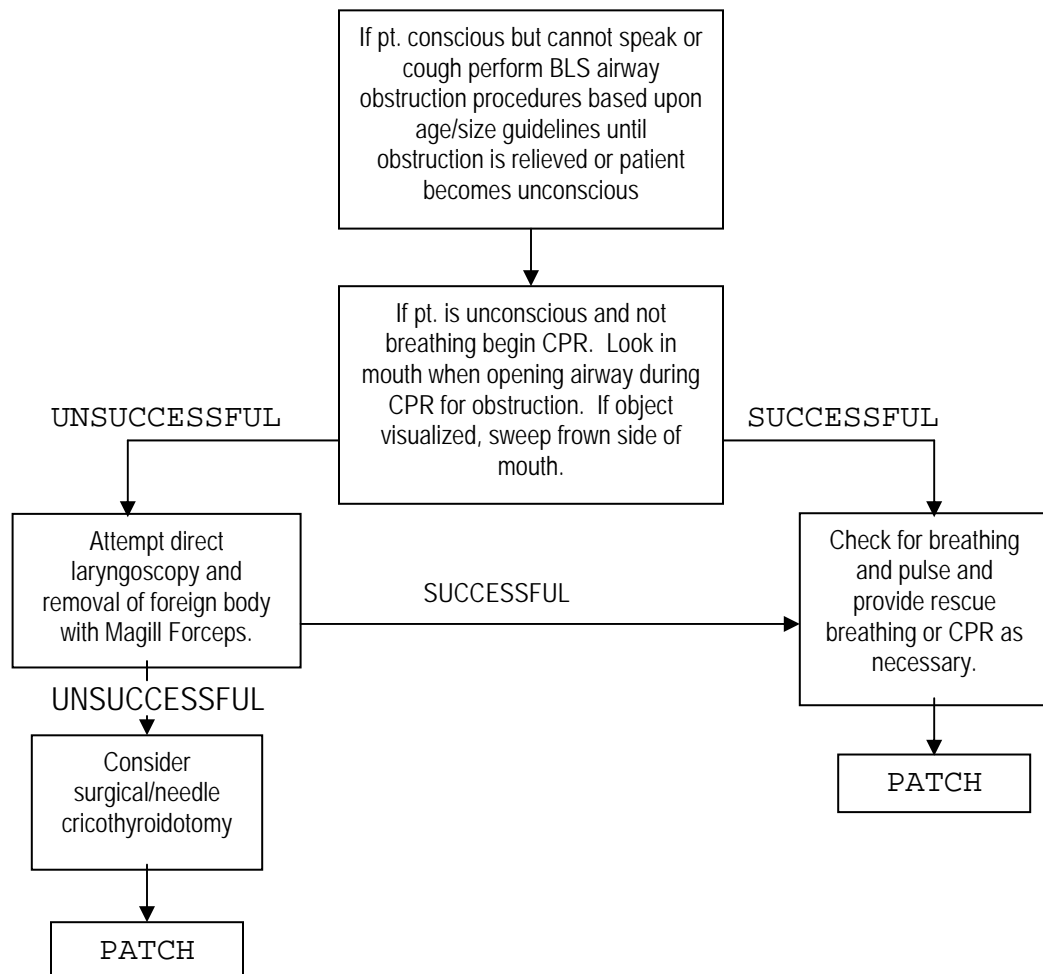 If pt. conscious but cannot speak or
cough perform BLS airway
obstruction procedures based upon
age/size guidelines until
obstruction is relieved or patient
becomes unconscious
If pt. is unconscious and not
breathing begin CPR. Look in
mouth when opening airway during
CPR for obstruction. If object
visualized, sweep frown side of
mouth.
UNSUCCESSFUL
SUCCESSFUL
Attempt direct
laryngoscopy and
removal of foreign body
with Magill Forceps.
SUCCESSFUL
Check for breathing
and pulse and
provide rescue
breathing or CPR as
necessary.
UNSUCCESSFUL
Consider
surgical/needle
cricothyroidotomy
PATCH
PATCH